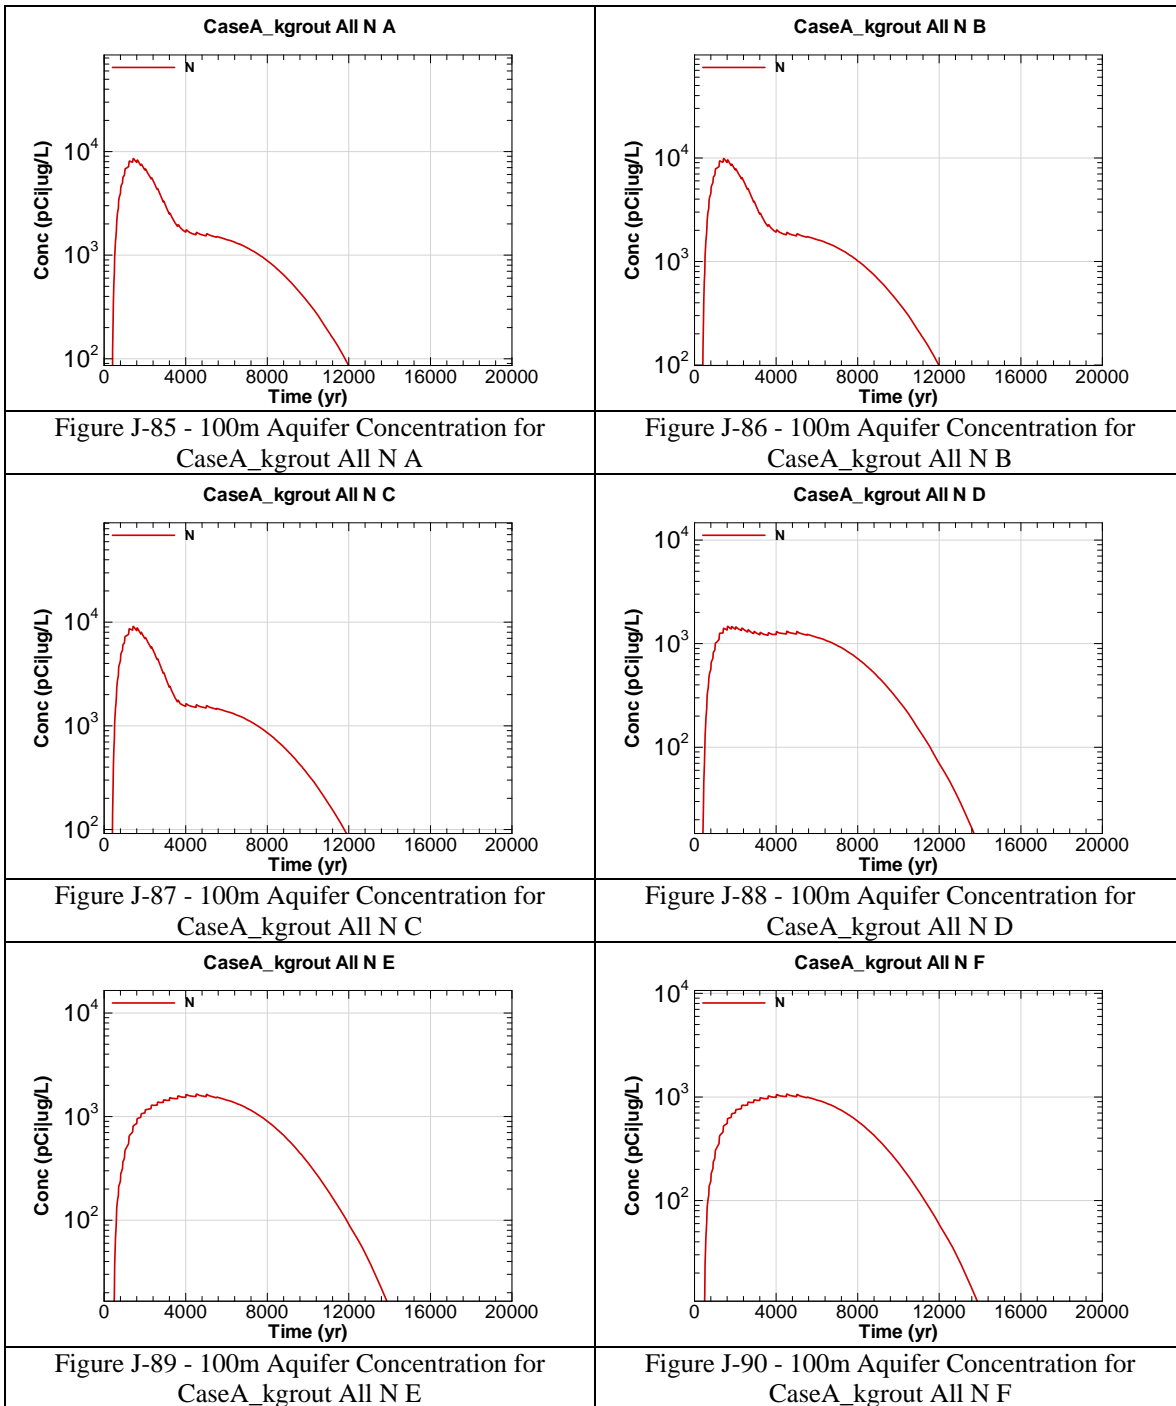 CaseA_kgrout All N A
N
Conc (pCi|ug/L)
10^4
10^3
10^2
0 4000 8000 12000 16000 20000
Time (yr)
Figure J-85 - 100m Aquifer Concentration for
CaseA_kgrout All N A
CaseA_kgrout All N B
N
Conc (pCi|ug/L)
10^4
10^3
10^2
0 4000 8000 12000 16000 20000
Time (yr)
Figure J-86 - 100m Aquifer Concentration for
CaseA_kgrout All N B
CaseA_kgrout All N C
N
Conc (pCi|ug/L)
10^4
10^3
10^2
0 4000 8000 12000 16000 20000
Time (yr)
Figure J-87 - 100m Aquifer Concentration for
CaseA_kgrout All N C
CaseA_kgrout All N D
N
Conc (pCi|ug/L)
10^4
10^3
10^2
0 4000 8000 12000 16000 20000
Time (yr)
Figure J-88 - 100m Aquifer Concentration for
CaseA_kgrout All N D
CaseA_kgrout All N E
N
Conc (pCi|ug/L)
10^4
10^3
10^2
0 4000 8000 12000 16000 20000
Time (yr)
Figure J-89 - 100m Aquifer Concentration for
CaseA_kgrout All N E
CaseA_kgrout All N F
N
Conc (pCi|ug/L)
10^4
10^3
10^2
0 4000 8000 12000 16000 20000
Time (yr)
Figure J-90 - 100m Aquifer Concentration for
CaseA_kgrout All N F